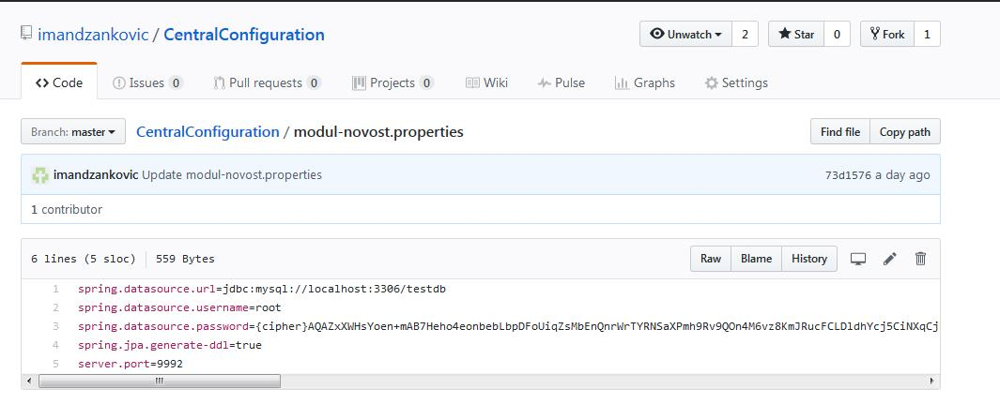 imandzankovic / CentralConfiguration
Unwatch 2 Star 0 Fork 1
Code Issues 0 Pull requests 0 Projects 0 Wiki Pulse Graphs Settings
Branch: master CentralConfiguration / modul-novost.properties Find file Copy path
imandzankovic Update modul-novost.properties 73d1576 a day ago
1 contributor
6 lines (5 sloc) 559 Bytes Raw Blame History
1 spring.datasource.url=jdbc:mysql://localhost:3306/testdb
2 spring.datasource.username=root
3 spring.datasource.password={cipher}AQAZxXWHsYoen+mAB7Heho4eonbebLbpDFoUiqZsMbEnQnrWrTYRNSaXPmh9Rv9QOn4M6vz8KmJRucFCLDldhYcj5CiNXqCj
4 spring.jpa.generate-ddl=true
5 server.port=9992